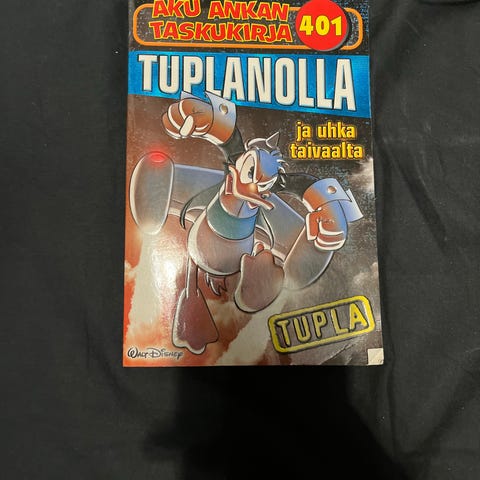 AKU ANKAN
TASKUKIRJA
401
TUPLANOLLA
ja uhka
taivaalta
TUPLA
WALT DISNEY